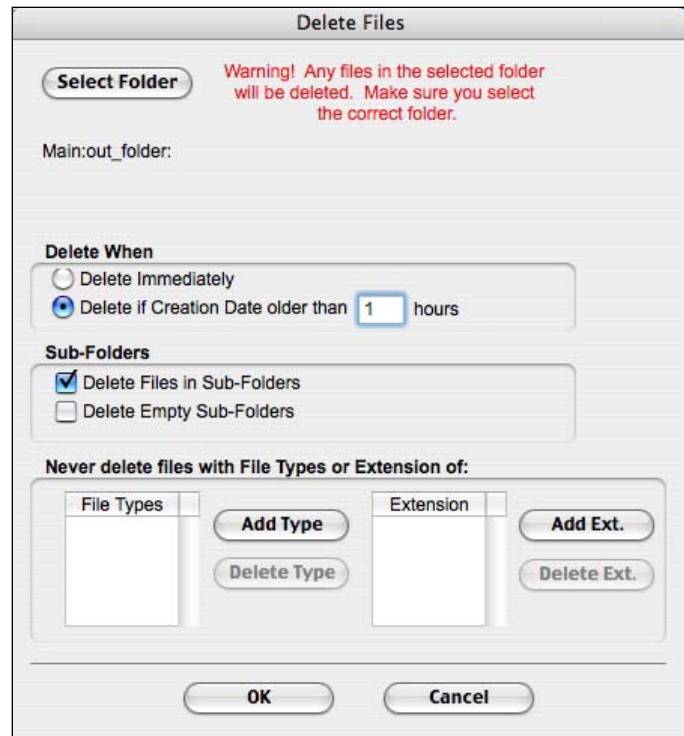 Delete Files
Select Folder
Warning! Any files in the selected folder
will be deleted. Make sure you select
the correct folder.
Main:out_folder:
Delete When
Delete Immediately
Delete if Creation Date older than 1 hours
Sub-Folders
Delete Files in Sub-Folders
Delete Empty Sub-Folders
Never delete files with File Types or Extension of:
File Types
Add Type
Delete Type
Extension
Add Ext.
Delete Ext.
OK
Cancel